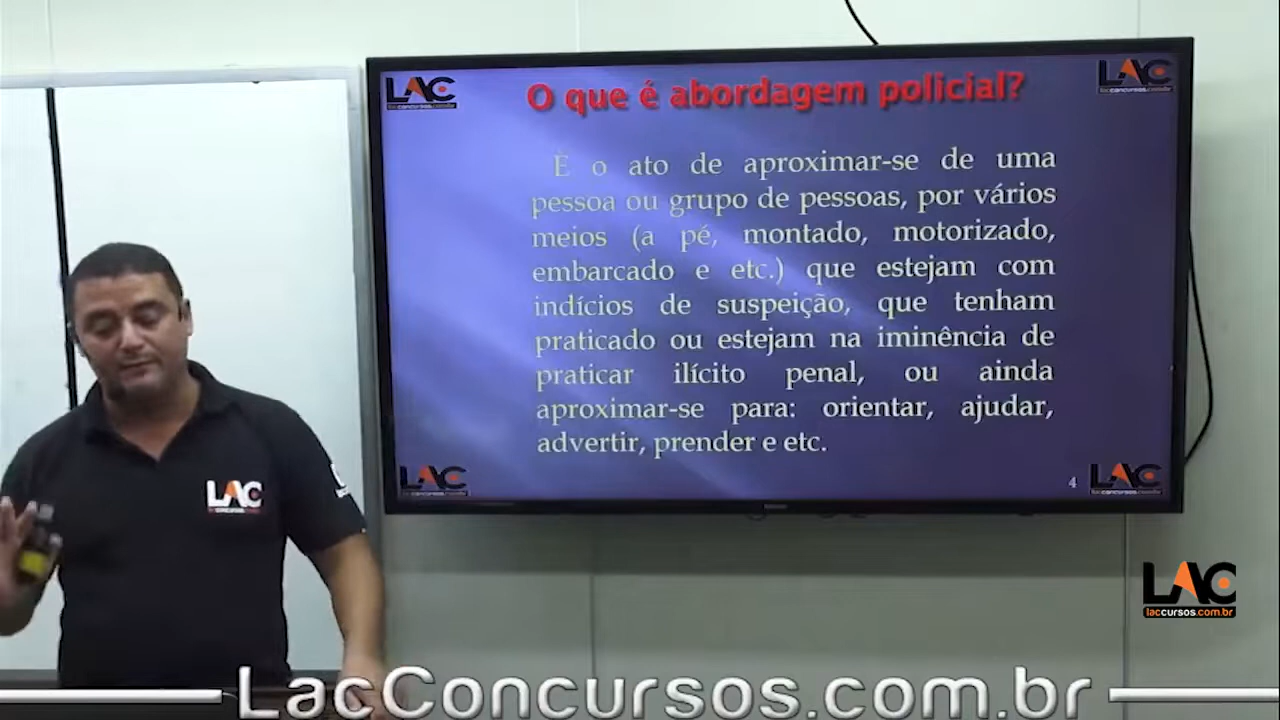 LAC
LAC
O que é abordagem policial?
É o ato de aproximar-se de uma
pessoa ou grupo de pessoas, por vários
meios (a pé, montado, motorizado,
embarcado e etc.) que estejam com
indícios de suspeição, que tenham
praticado ou estejam na iminência de
praticar ilícito penal, ou ainda
aproximar-se para: orientar, ajudar,
advertir, prender e etc.
LAC
4
LAC
LAC
LAC
laccursos.com.br
LacConcursos.com.br